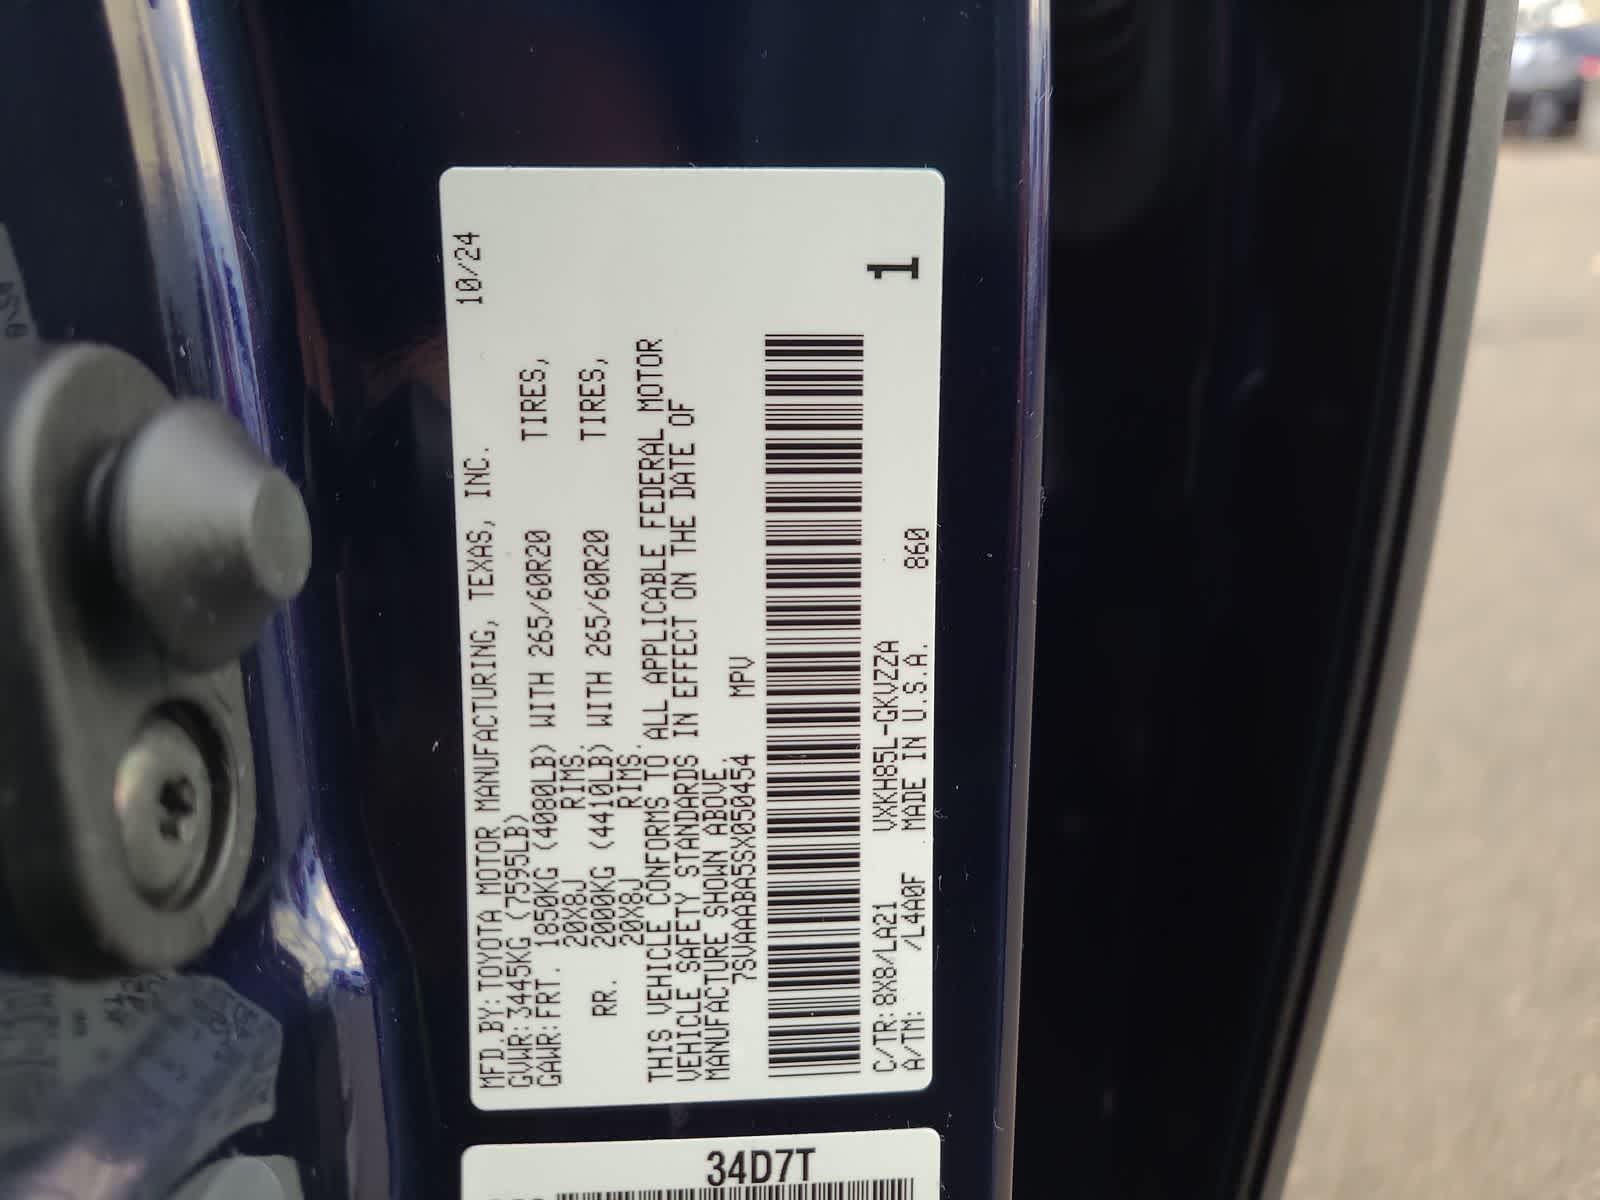 MFD.BY:TOYOTA MOTOR MANUFACTURING, TEXAS, INC. 10/24
GVWR:3445KG (7595LB)
GAWR:FRT. 1850KG (4080LB) WITH 265/60R20 TIRES,
20X8J RIMS.
RR. 2000KG (4410LB) WITH 265/60R20 TIRES,
20X8J RIMS.
THIS VEHICLE CONFORMS TO ALL APPLICABLE FEDERAL MOTOR
VEHICLE SAFETY STANDARDS IN EFFECT ON THE DATE OF
MANUFACTURE SHOWN ABOVE.
7SVAAABA5SX050454 MPV
C/TR:8X8/LA21 VXKH85L-GKVZZA
A/TM: /L4A0F MADE IN U.S.A. 860
1
34D7T